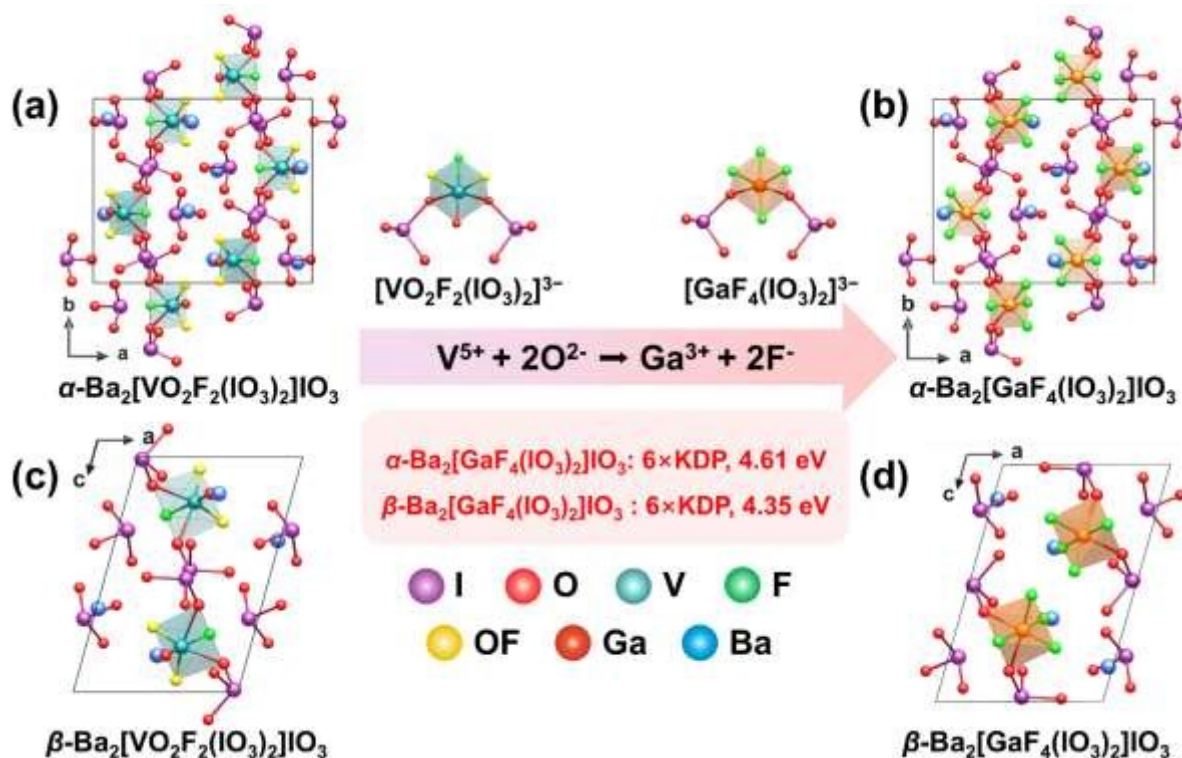 (a)
b
a
α-Ba₂[VO₂F₂(IO₃)₂]IO₃
[VO₂F₂(IO₃)₂]³⁻
[GaF₄(IO₃)₂]³⁻
(b)
b
a
α-Ba₂[GaF₄(IO₃)₂]IO₃
V⁵⁺ + 2O²⁻ → Ga³⁺ + 2F⁻
α-Ba₂[GaF₄(IO₃)₂]IO₃: 6×KDP, 4.61 eV
β-Ba₂[GaF₄(IO₃)₂]IO₃ : 6×KDP, 4.35 eV
(c)
a
c
β-Ba₂[VO₂F₂(IO₃)₂]IO₃
I O V F
OF Ga Ba
(d)
a
c
β-Ba₂[GaF₄(IO₃)₂]IO₃